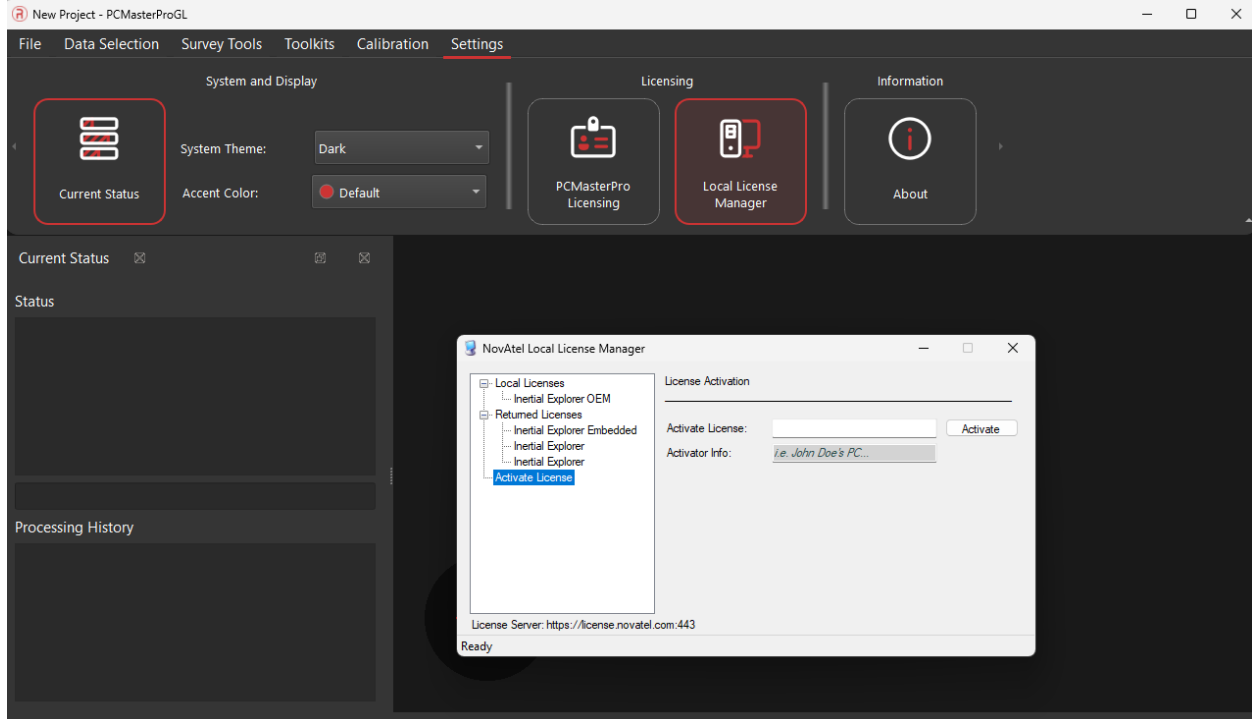 New Project - PCMasterProGL
File Data Selection Survey Tools Toolkits Calibration Settings
System and Display
Licensing
Information
Current Status
System Theme:
Dark
Accent Color:
Default
PCMasterPro
Licensing
Local License
Manager
About
Current Status
Status
Processing History
NovAtel Local License Manager
Local Licenses
Inertial Explorer OEM
Returned Licenses
Inertial Explorer Embedded
Inertial Explorer
Inertial Explorer
Activate License
License Activation
Activate License:
Activate
Activator Info:
i.e. John Doe's PC...
License Server: https://license.novatel.com:443
Ready